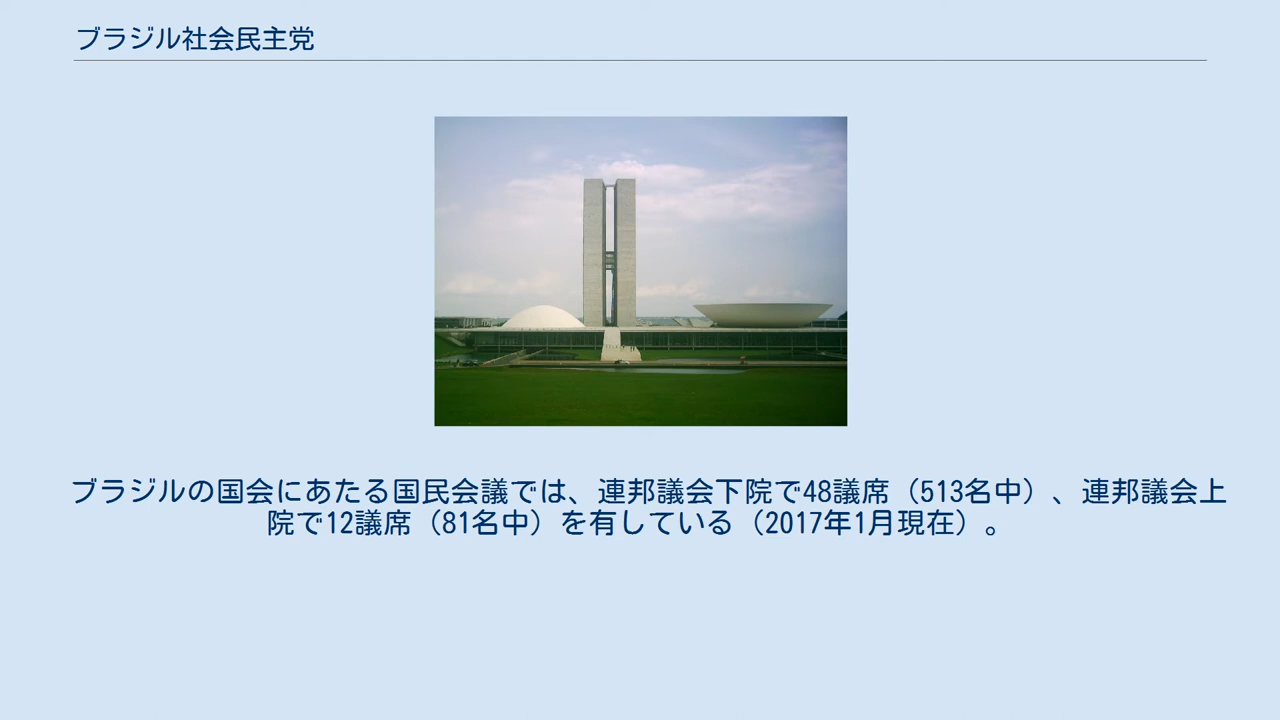 ブラジル社会民主党
ブラジルの国会にあたる国民会議では、連邦議会下院で48議席（513名中）、連邦議会上
院で12議席（81名中）を有している（2017年1月現在）。